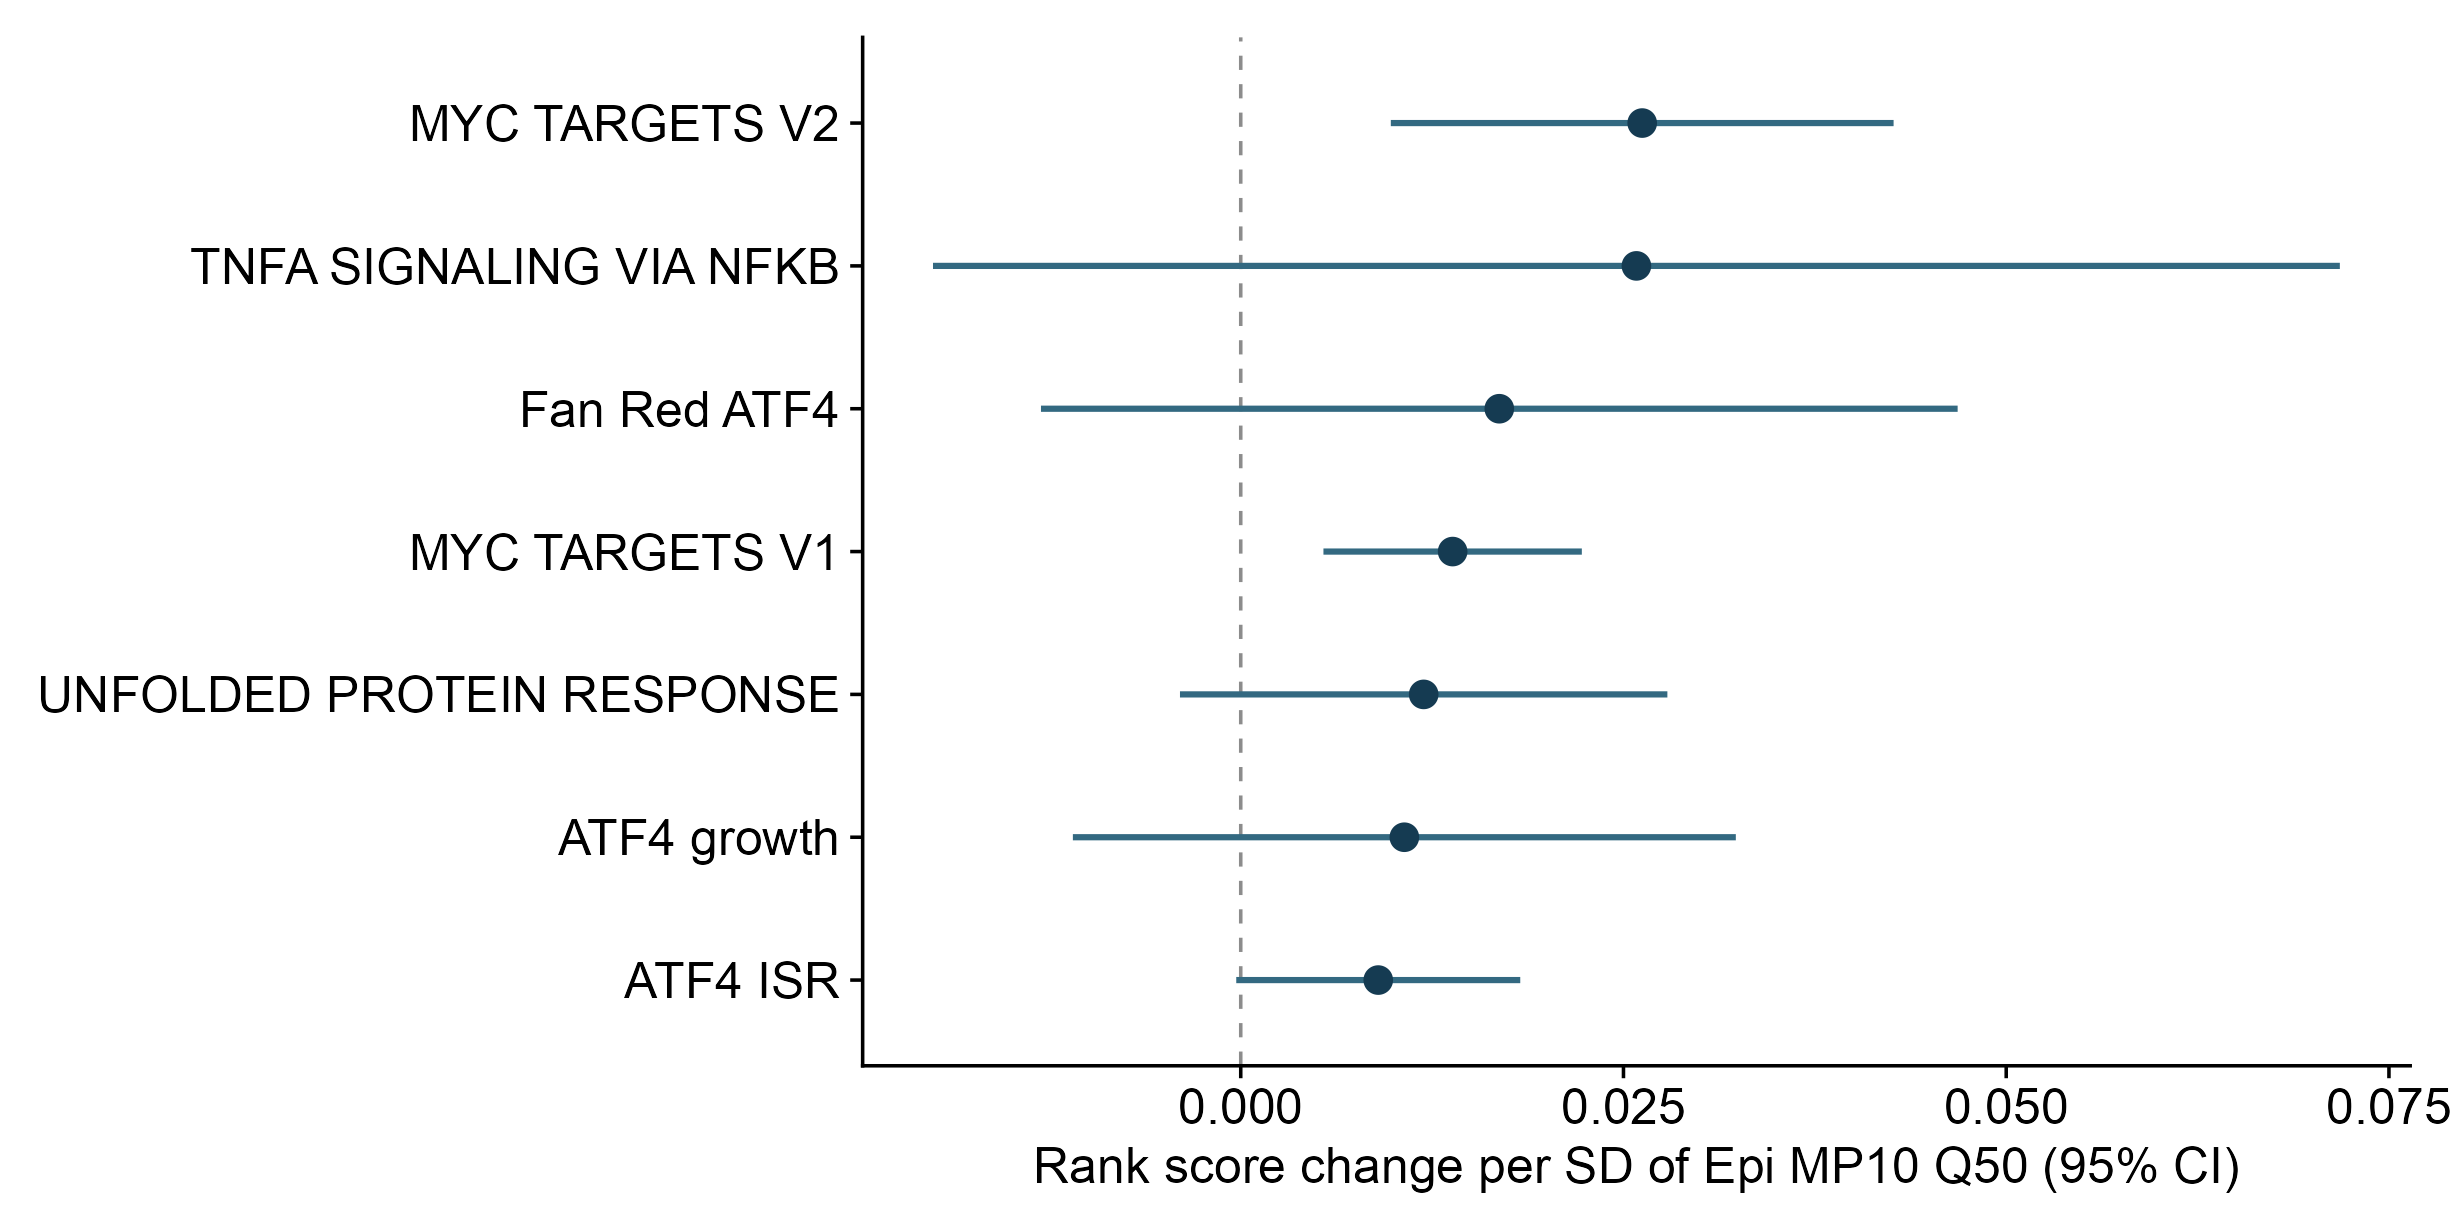 MYC TARGETS V2
TNFA SIGNALING VIA NFKB
Fan Red ATF4
MYC TARGETS V1
UNFOLDED PROTEIN RESPONSE
ATF4 growth
ATF4 ISR
0.000 0.025 0.050 0.075
Rank score change per SD of Epi MP10 Q50 (95% CI)